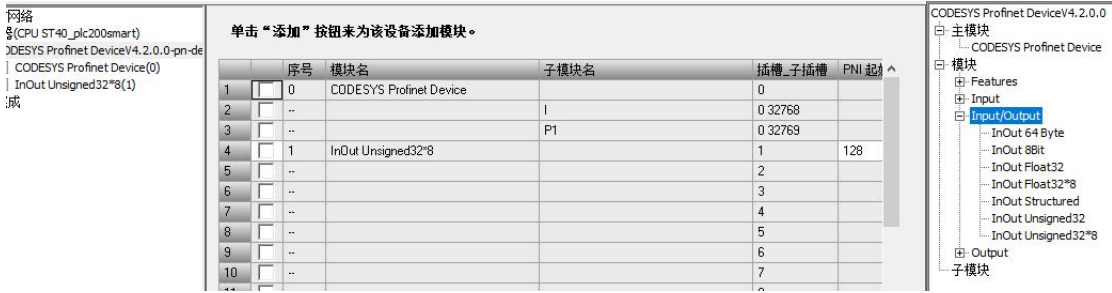 网络
(CPU ST40_plc200smart)
DESYS Profinet DeviceV4.2.0.0-pn-de
CODESYS Profinet Device(0)
InOut Unsigned32*8(1)
成
单击“添加”按钮来为该设备添加模块。
序号 模块名 子模块名 插槽_子插槽 PNI 起始
1 0 CODESYS Profinet Device 0
2 -- I 0 32768
3 -- P1 0 32769
4 1 InOut Unsigned32*8 1 128
5 -- 2
6 -- 3
7 -- 4
8 -- 5
9 -- 6
10 -- 7
CODESYS Profinet DeviceV4.2.0.0
主模块
CODESYS Profinet Device
模块
Features
Input
Input/Output
InOut 64 Byte
InOut 8Bit
InOut Float32
InOut Float32*8
InOut Structured
InOut Unsigned32
InOut Unsigned32*8
Output
子模块